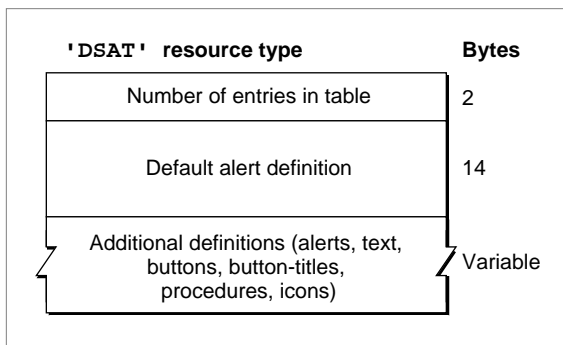 'DSAT' resource type Bytes
Number of entries in table 2
Default alert definition 14
Additional definitions (alerts, text,
buttons, button-titles, Variable
procedures, icons)